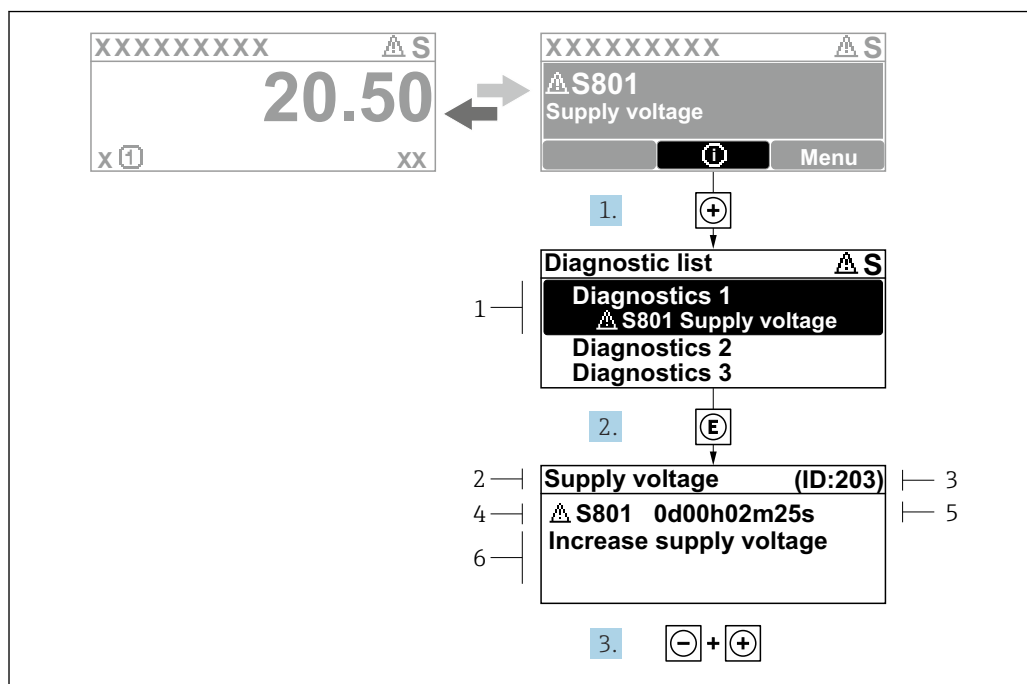 XXXXXXXXX ⚠ S
20.50
X ① XX
XXXXXXXXX ⚠ S
⚠ S801
Supply voltage
ⓘ Menu
1. +
Diagnostic list ⚠ S
1
Diagnostics 1
⚠ S801 Supply voltage
Diagnostics 2
Diagnostics 3
2. E
2 Supply voltage (ID:203) 3
4 ⚠ S801 0d00h02m25s 5
6 Increase supply voltage
3. - + +